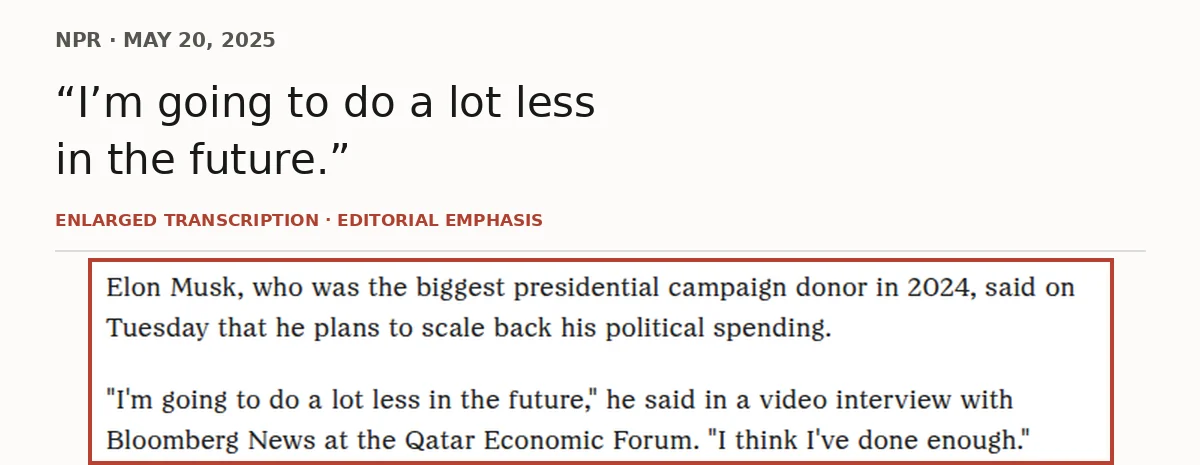 NPR · MAY 20, 2025
“I’m going to do a lot less
in the future.”
ENLARGED TRANSCRIPTION · EDITORIAL EMPHASIS
Elon Musk, who was the biggest presidential campaign donor in 2024, said on
Tuesday that he plans to scale back his political spending.
"I'm going to do a lot less in the future," he said in a video interview with
Bloomberg News at the Qatar Economic Forum. "I think I've done enough."